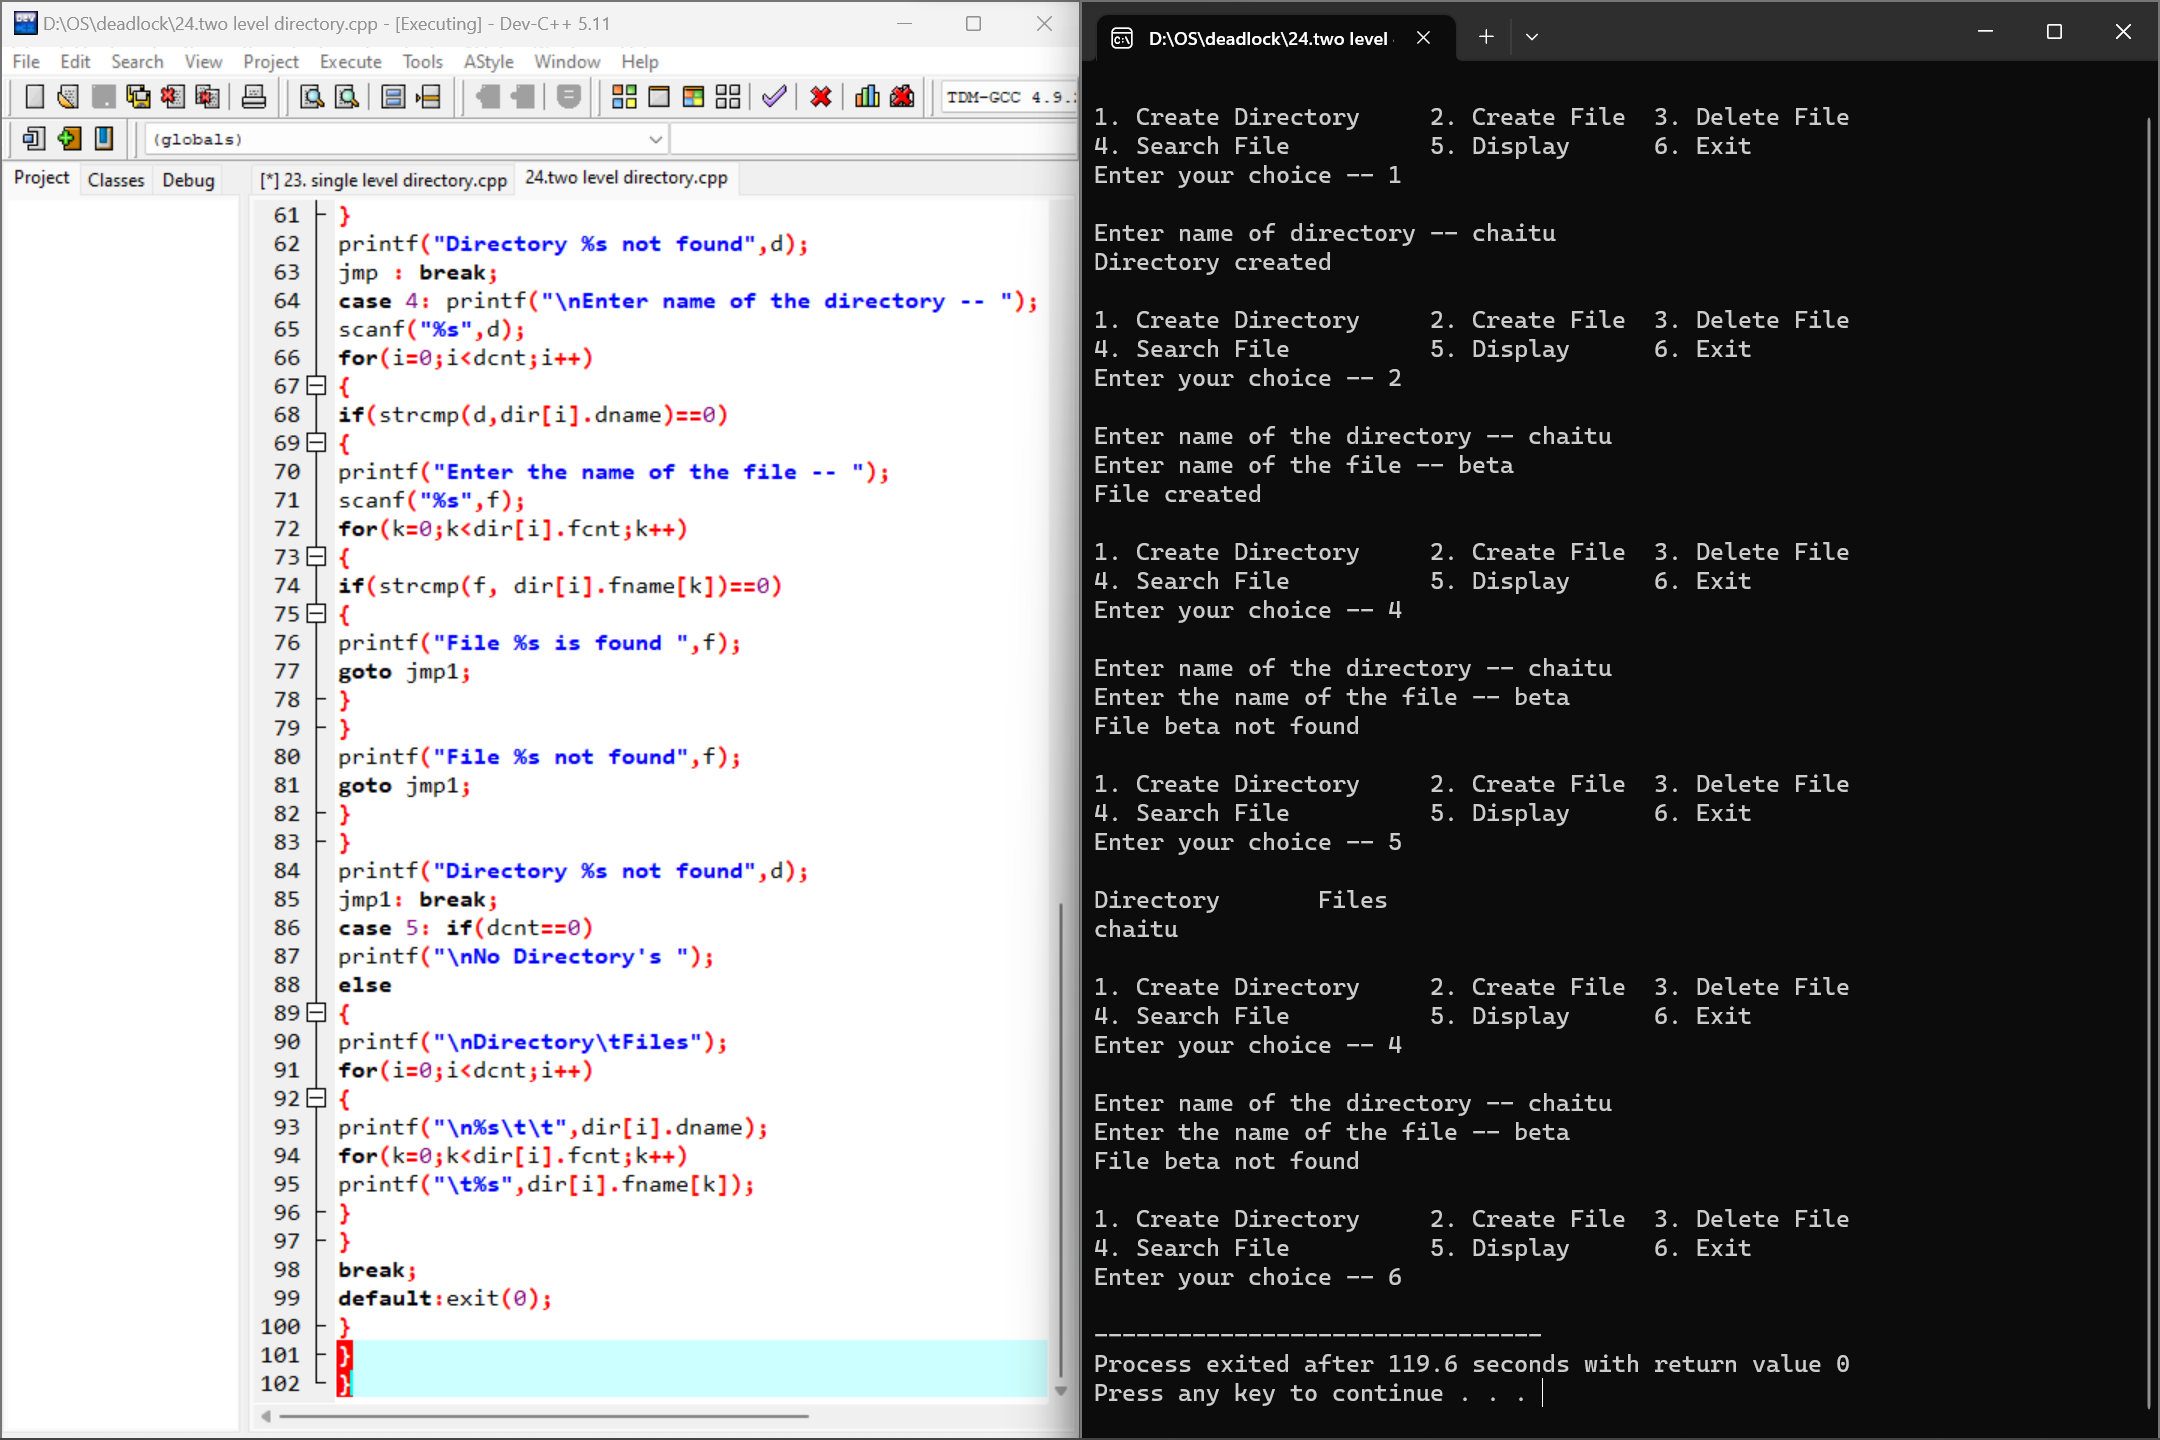 D:\OS\deadlock\24.two level directory.cpp - [Executing] - Dev-C++ 5.11
File Edit Search View Project Execute Tools AStyle Window Help
TDM-GCC 4.9.
(globals)
Project Classes Debug
[*] 23. single level directory.cpp 24.two level directory.cpp
61 }
62 printf("Directory %s not found",d);
63 jmp : break;
64 case 4: printf("\nEnter name of the directory -- ");
65 scanf("%s",d);
66 for(i=0;i<dcnt;i++)
67 {
68 if(strcmp(d,dir[i].dname)==0)
69 {
70 printf("Enter the name of the file -- ");
71 scanf("%s",f);
72 for(k=0;k<dir[i].fcnt;k++)
73 {
74 if(strcmp(f, dir[i].fname[k])==0)
75 {
76 printf("File %s is found ",f);
77 goto jmp1;
78 }
79 }
80 printf("File %s not found",f);
81 goto jmp1;
82 }
83 }
84 printf("Directory %s not found",d);
85 jmp1: break;
86 case 5: if(dcnt==0)
87 printf("\nNo Directory's ");
88 else
89 {
90 printf("\nDirectory\tFiles");
91 for(i=0;i<dcnt;i++)
92 {
93 printf("\n%s\t\t",dir[i].dname);
94 for(k=0;k<dir[i].fcnt;k++)
95 printf("\t%s",dir[i].fname[k]);
96 }
97 }
98 break;
99 default:exit(0);
100 }
101 }
102 }
D:\OS\deadlock\24.two level
1. Create Directory 2. Create File 3. Delete File
4. Search File 5. Display 6. Exit
Enter your choice -- 1
Enter name of directory -- chaitu
Directory created
1. Create Directory 2. Create File 3. Delete File
4. Search File 5. Display 6. Exit
Enter your choice -- 2
Enter name of the directory -- chaitu
Enter name of the file -- beta
File created
1. Create Directory 2. Create File 3. Delete File
4. Search File 5. Display 6. Exit
Enter your choice -- 4
Enter name of the directory -- chaitu
Enter the name of the file -- beta
File beta not found
1. Create Directory 2. Create File 3. Delete File
4. Search File 5. Display 6. Exit
Enter your choice -- 5
Directory Files
chaitu
1. Create Directory 2. Create File 3. Delete File
4. Search File 5. Display 6. Exit
Enter your choice -- 4
Enter name of the directory -- chaitu
Enter the name of the file -- beta
File beta not found
1. Create Directory 2. Create File 3. Delete File
4. Search File 5. Display 6. Exit
Enter your choice -- 6
--------------------------------
Process exited after 119.6 seconds with return value 0
Press any key to continue . . .